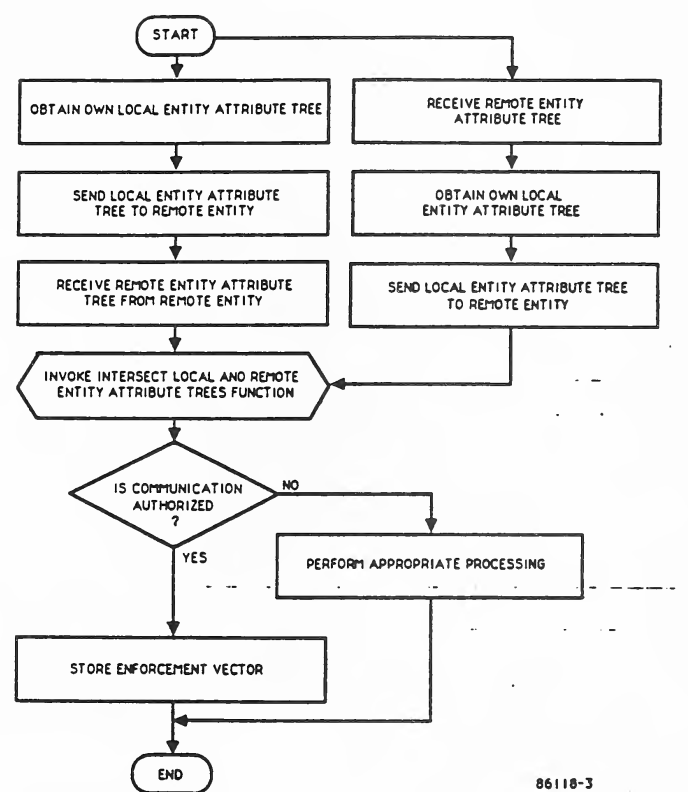 START
OBTAIN OWN LOCAL ENTITY ATTRIBUTE TREE
SEND LOCAL ENTITY ATTRIBUTE
TREE TO REMOTE ENTITY
RECEIVE REMOTE ENTITY ATTRIBUTE
TREE FROM REMOTE ENTITY
RECEIVE REMOTE ENTITY
ATTRIBUTE TREE
OBTAIN OWN LOCAL
ENTITY ATTRIBUTE TREE
SEND LOCAL ENTITY ATTRIBUTE TREE
TO REMOTE ENTITY
INVOKE INTERSECT LOCAL AND REMOTE
ENTITY ATTRIBUTE TREES FUNCTION
IS COMMUNICATION
AUTHORIZED
?
NO
YES
PERFORM APPROPRIATE PROCESSING
STORE ENFORCEMENT VECTOR
END
86118-3